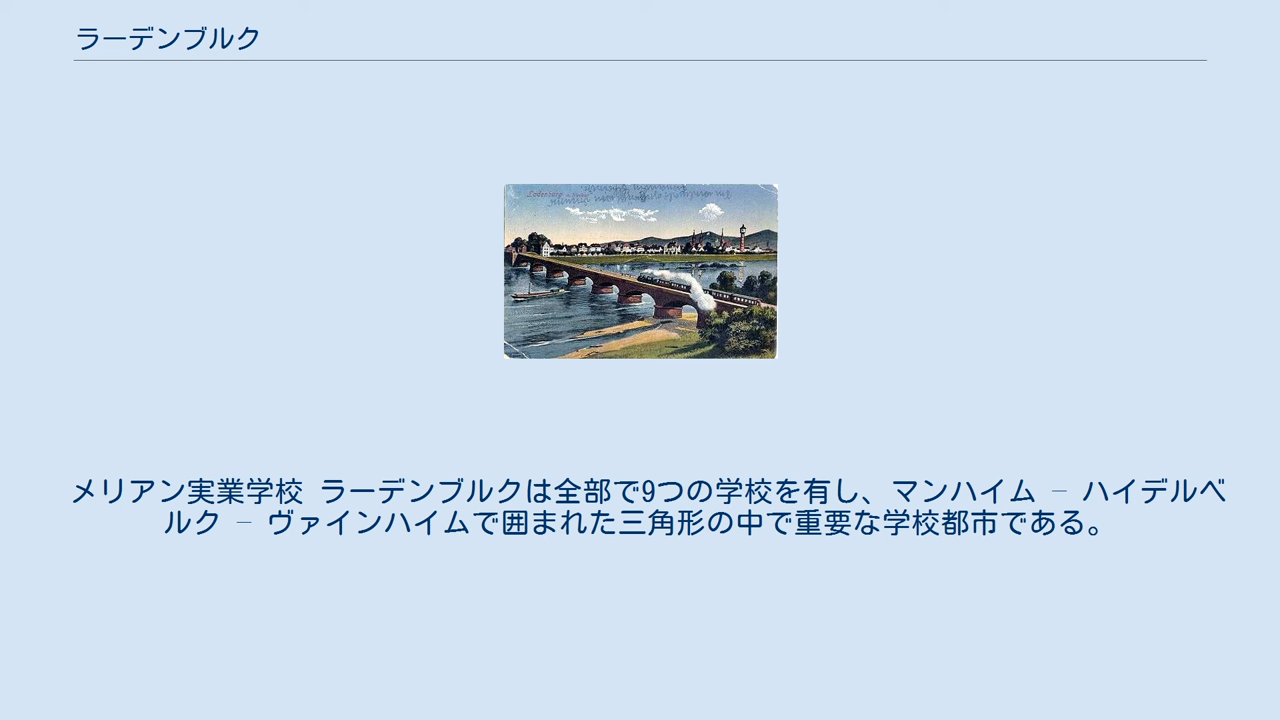 ラーデンブルク
Ladenburg
メリアン実業学校 ラーデンブルクは全部で9つの学校を有し、マンハイム – ハイデルベ
ルク – ヴァインハイムで囲まれた三角形の中で重要な学校都市である。